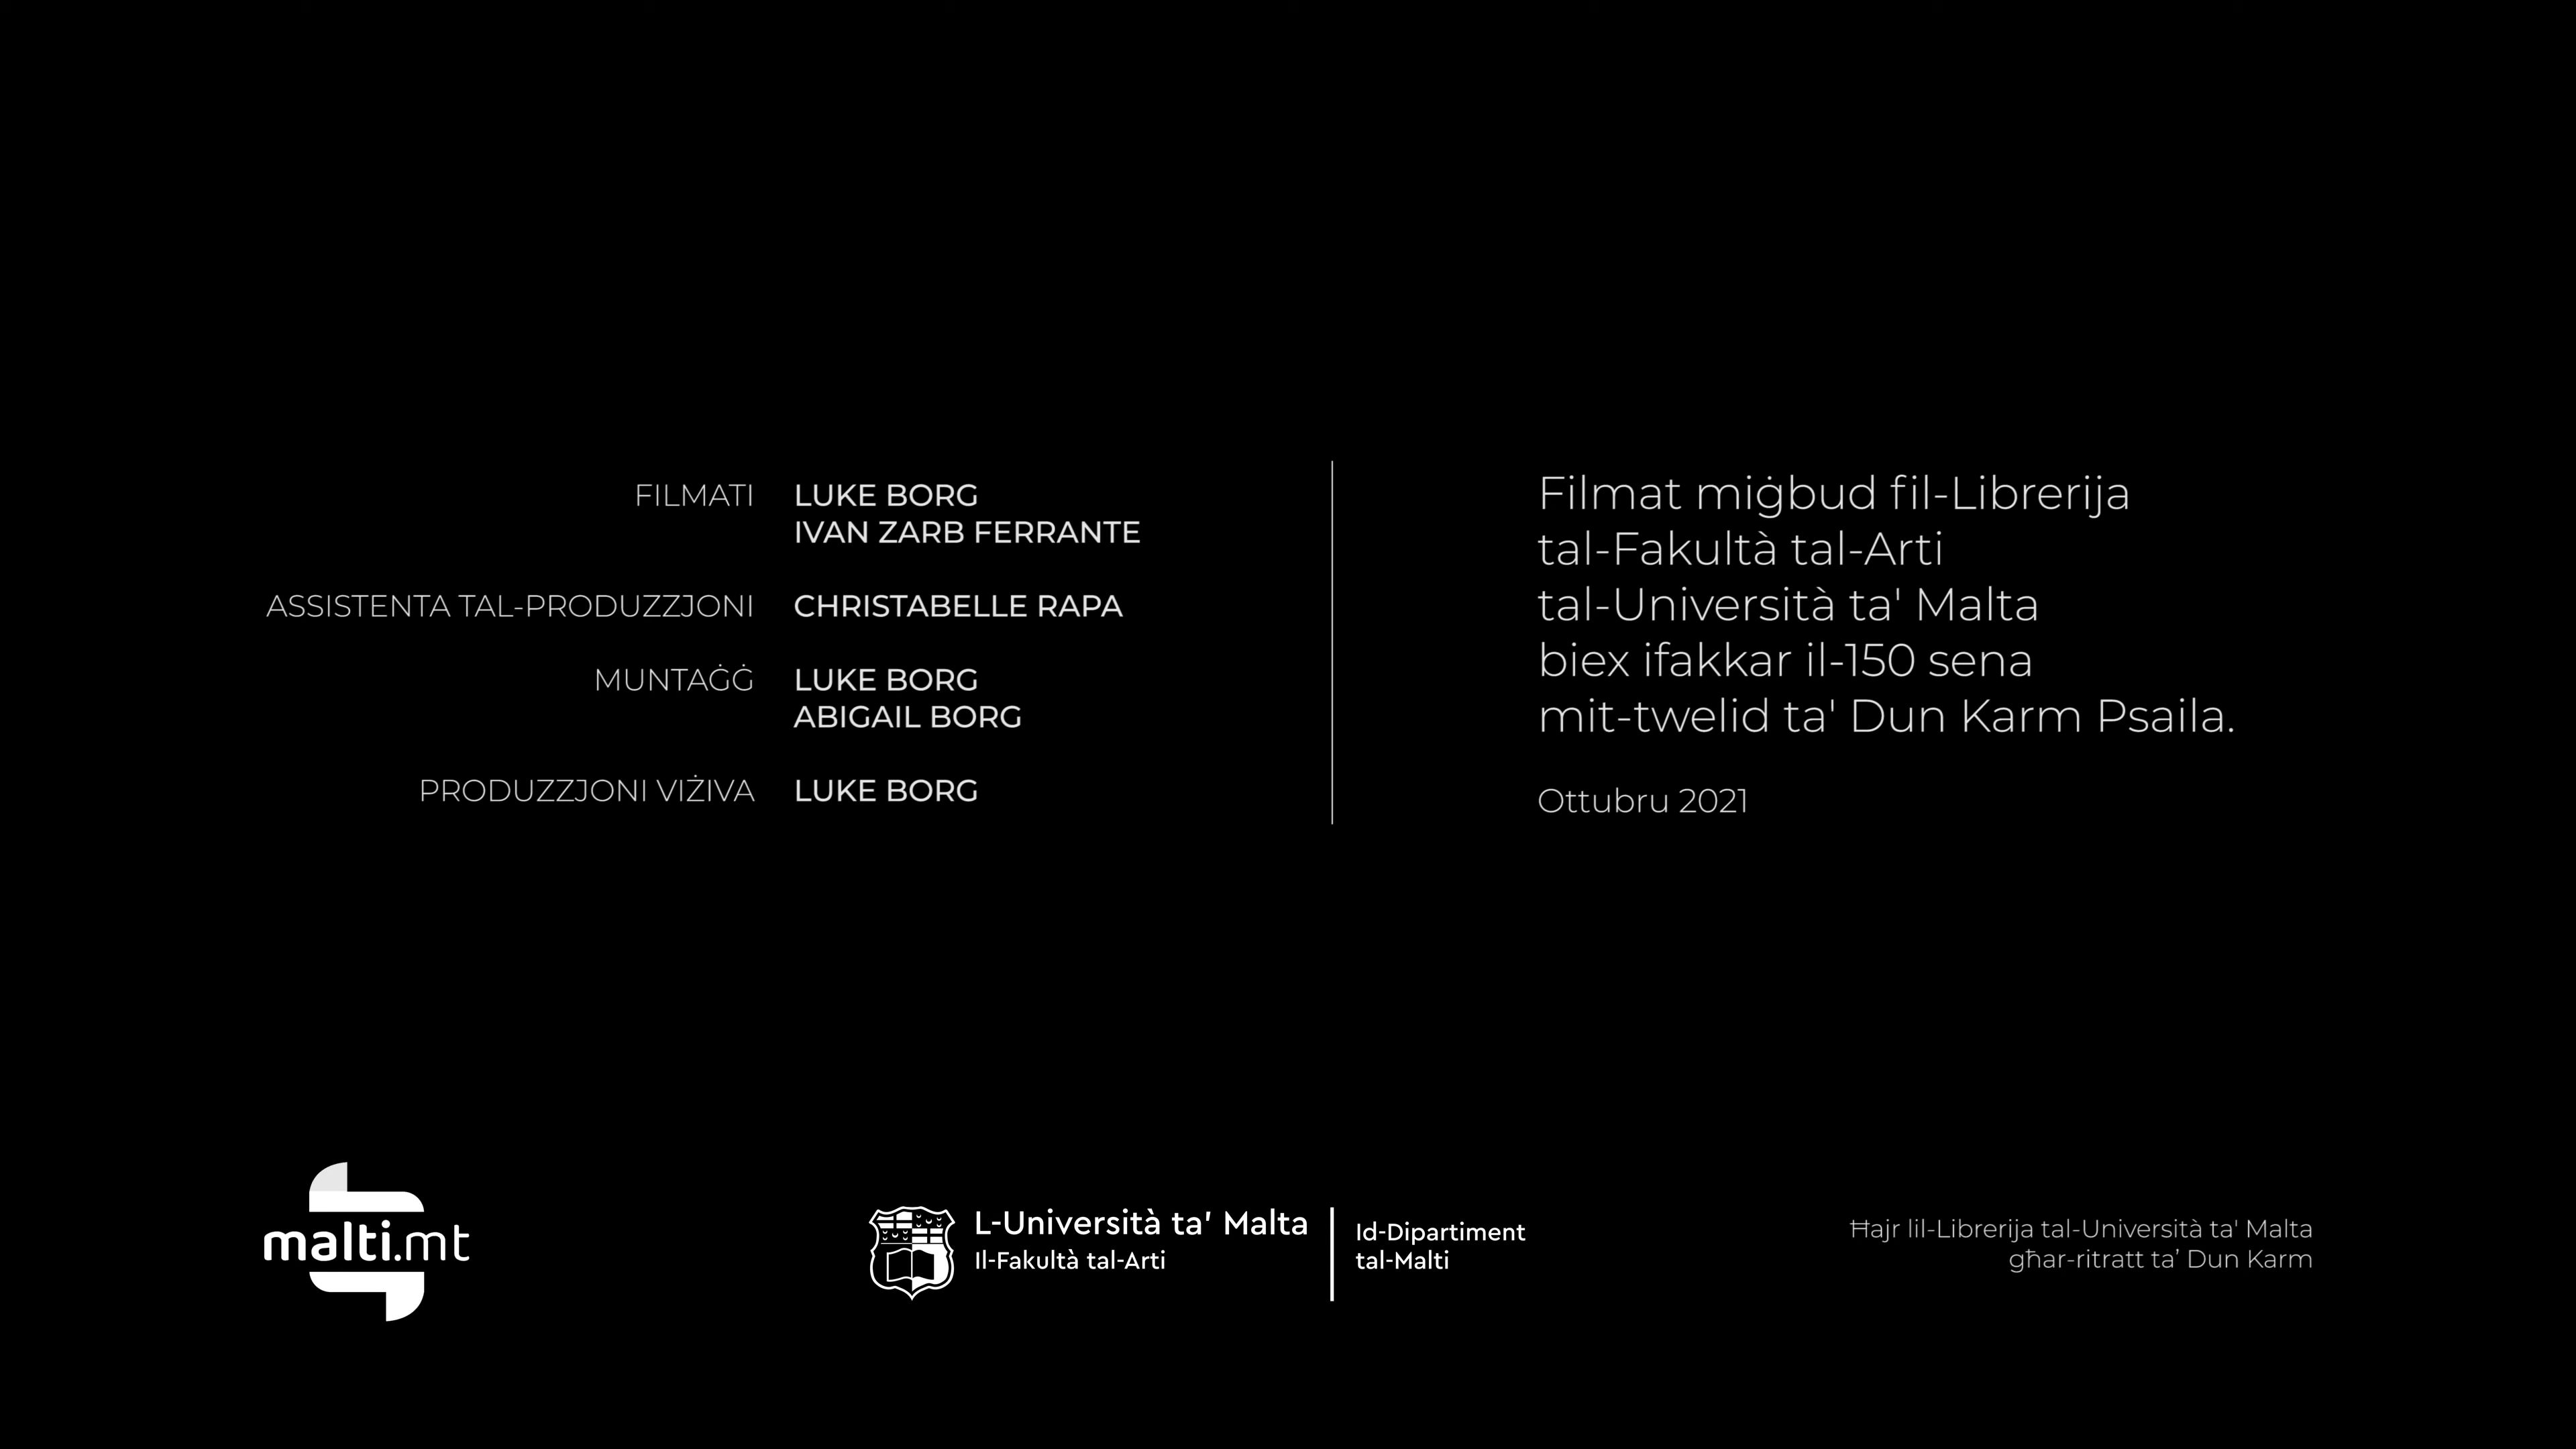 FILMATI LUKE BORG
IVAN ZARB FERRANTE
ASSISTENTA TAL-PRODUZZJONI CHRISTABELLE RAPA
MUNTAĠĠ LUKE BORG
ABIGAIL BORG
PRODUZZJONI VIŻIVA LUKE BORG
Filmat miġbud fil-Librerija
tal-Fakultà tal-Arti
tal-Università ta' Malta
biex ifakkar il-150 sena
mit-twelid ta' Dun Karm Psaila.
Ottubru 2021
malti.mt
L-Università ta' Malta
Il-Fakultà tal-Arti
Id-Dipartiment
tal-Malti
Ħajr lil-Librerija tal-Università ta' Malta
għar-ritratt ta’ Dun Karm